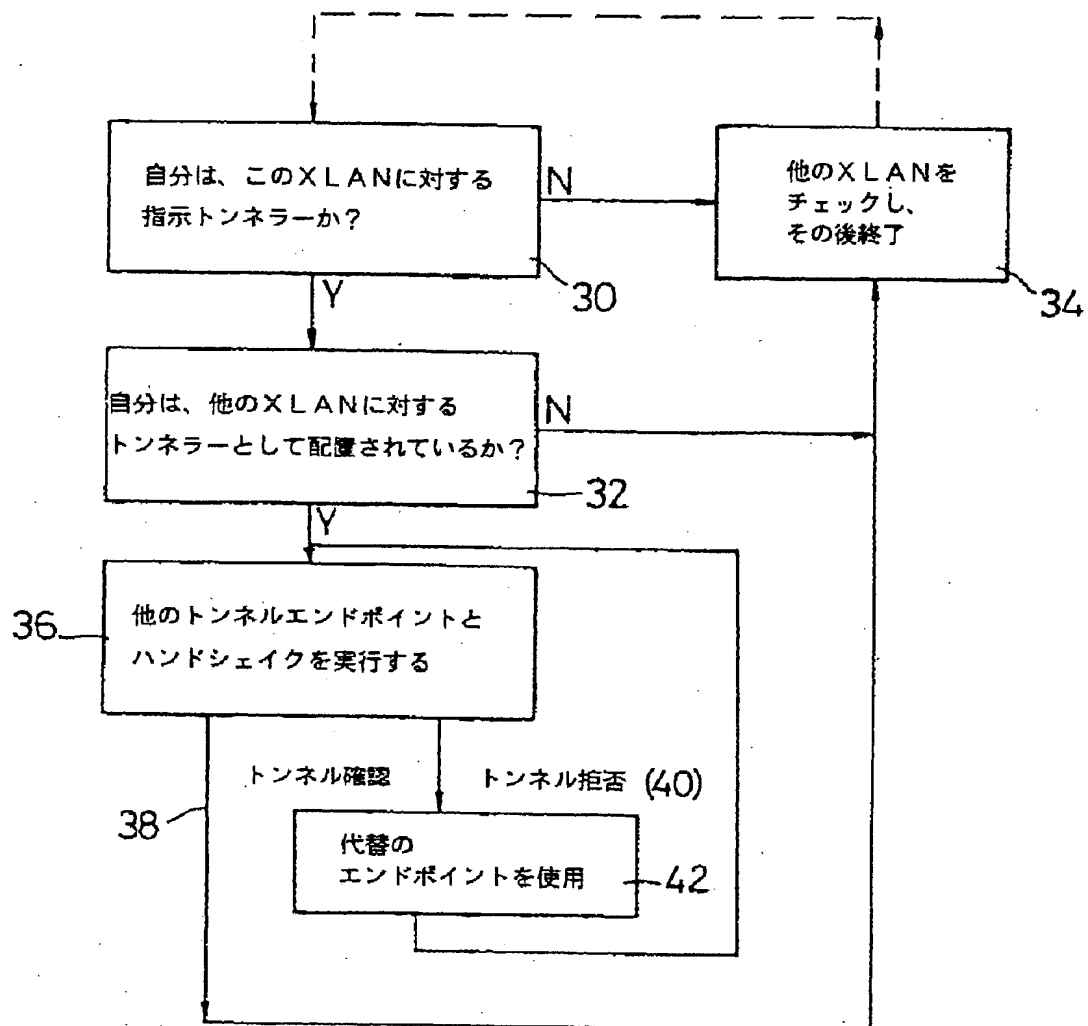 自分は、このXLANに対する
指示トンネラーか?
N
30
Y
他のXLANを
チェックし、
その後終了
34
自分は、他のXLANに対する
トンネラーとして配置されているか?
N
32
Y
36
他のトンネルエンドポイントと
ハンドシェイクを実行する
トンネル確認
トンネル拒否 (40)
38
代替の
エンドポイントを使用
42